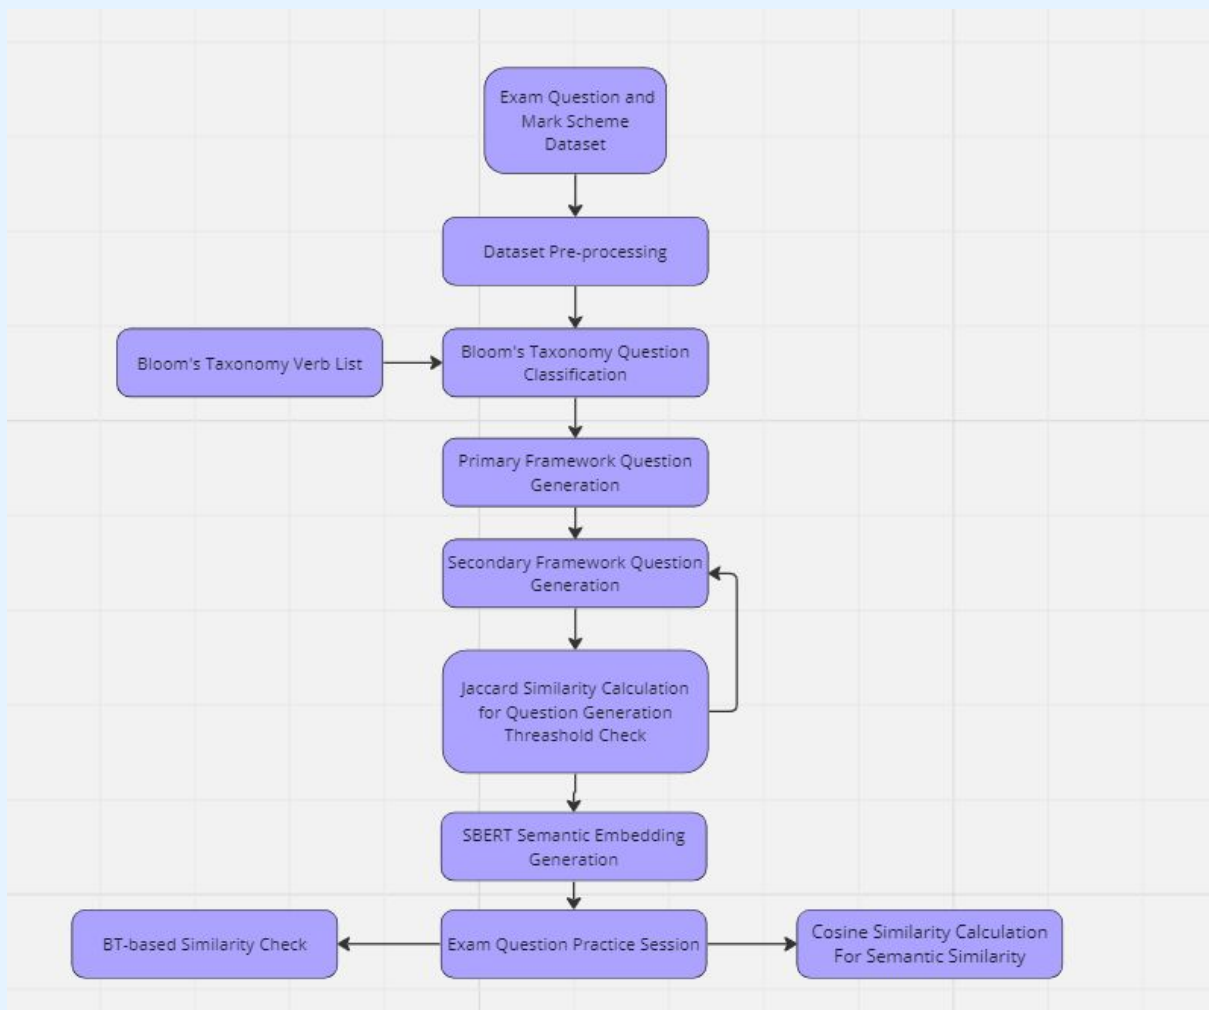 Exam Question and
Mark Scheme
Dataset
Dataset Pre-processing
Bloom's Taxonomy Verb List
Bloom's Taxonomy Question
Classification
Primary Framework Question
Generation
Secondary Framework Question
Generation
Jaccard Similarity Calculation
for Question Generation
Threashold Check
SBERT Semantic Embedding
Generation
BT-based Similarity Check
Exam Question Practice Session
Cosine Similarity Calculation
For Semantic Similarity